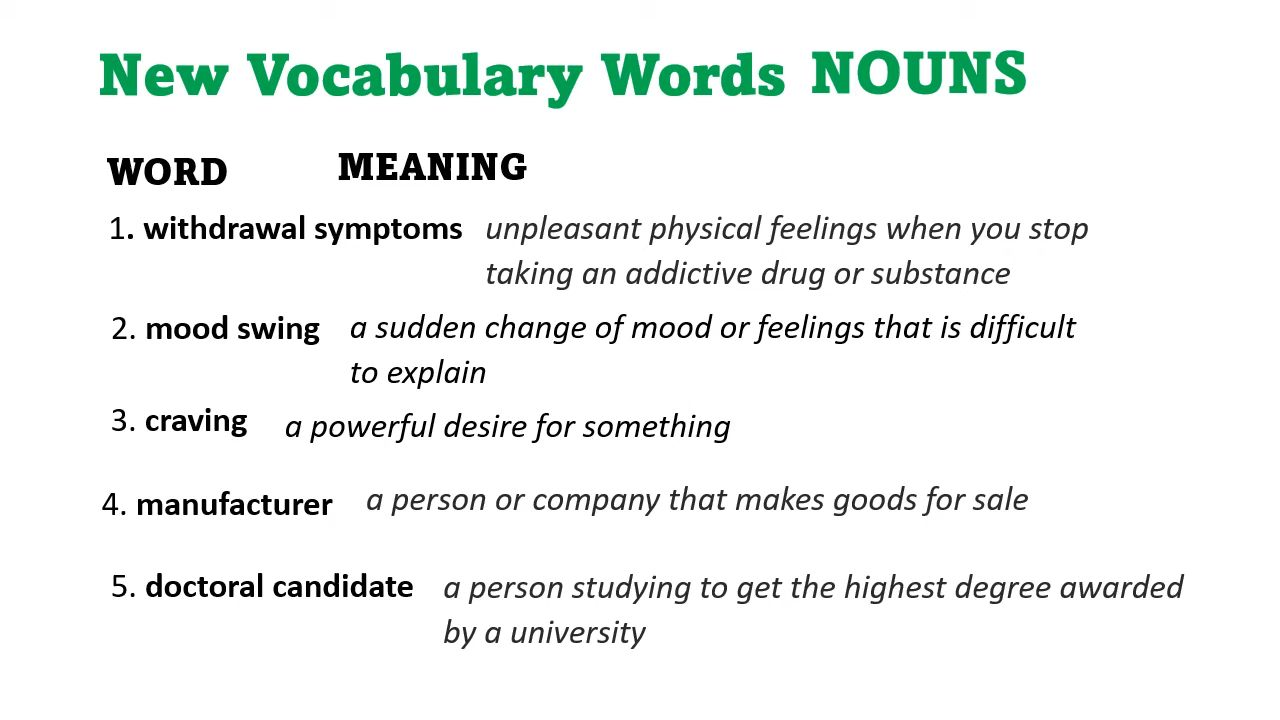 New Vocabulary Words NOUNS
WORD MEANING
1. withdrawal symptoms unpleasant physical feelings when you stop
taking an addictive drug or substance
2. mood swing a sudden change of mood or feelings that is difficult
to explain
3. craving a powerful desire for something
4. manufacturer a person or company that makes goods for sale
5. doctoral candidate a person studying to get the highest degree awarded
by a university